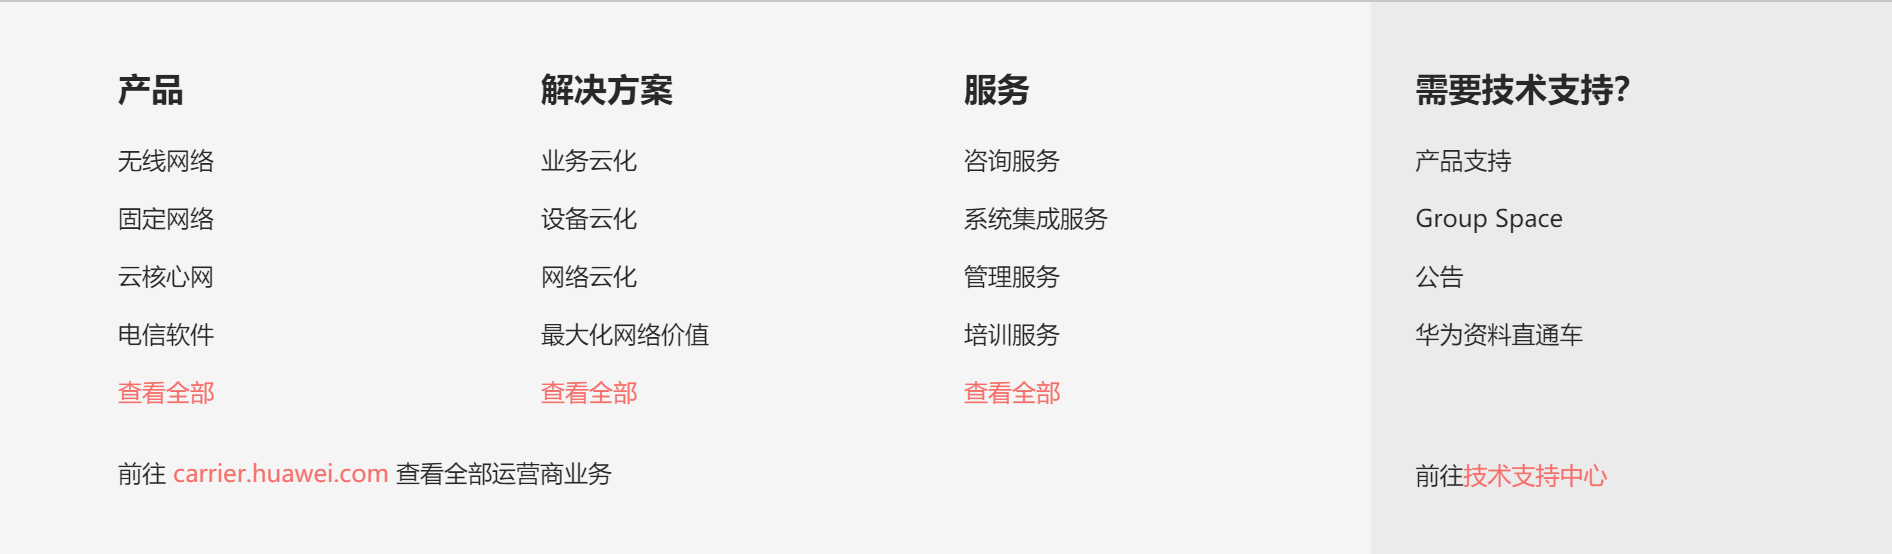 产品
无线网络
固定网络
云核心网
电信软件
查看全部
解决方案
业务云化
设备云化
网络云化
最大化网络价值
查看全部
服务
咨询服务
系统集成服务
管理服务
培训服务
查看全部
前往 carrier.huawei.com 查看全部运营商业务
需要技术支持?
产品支持
Group Space
公告
华为资料直通车
前往技术支持中心